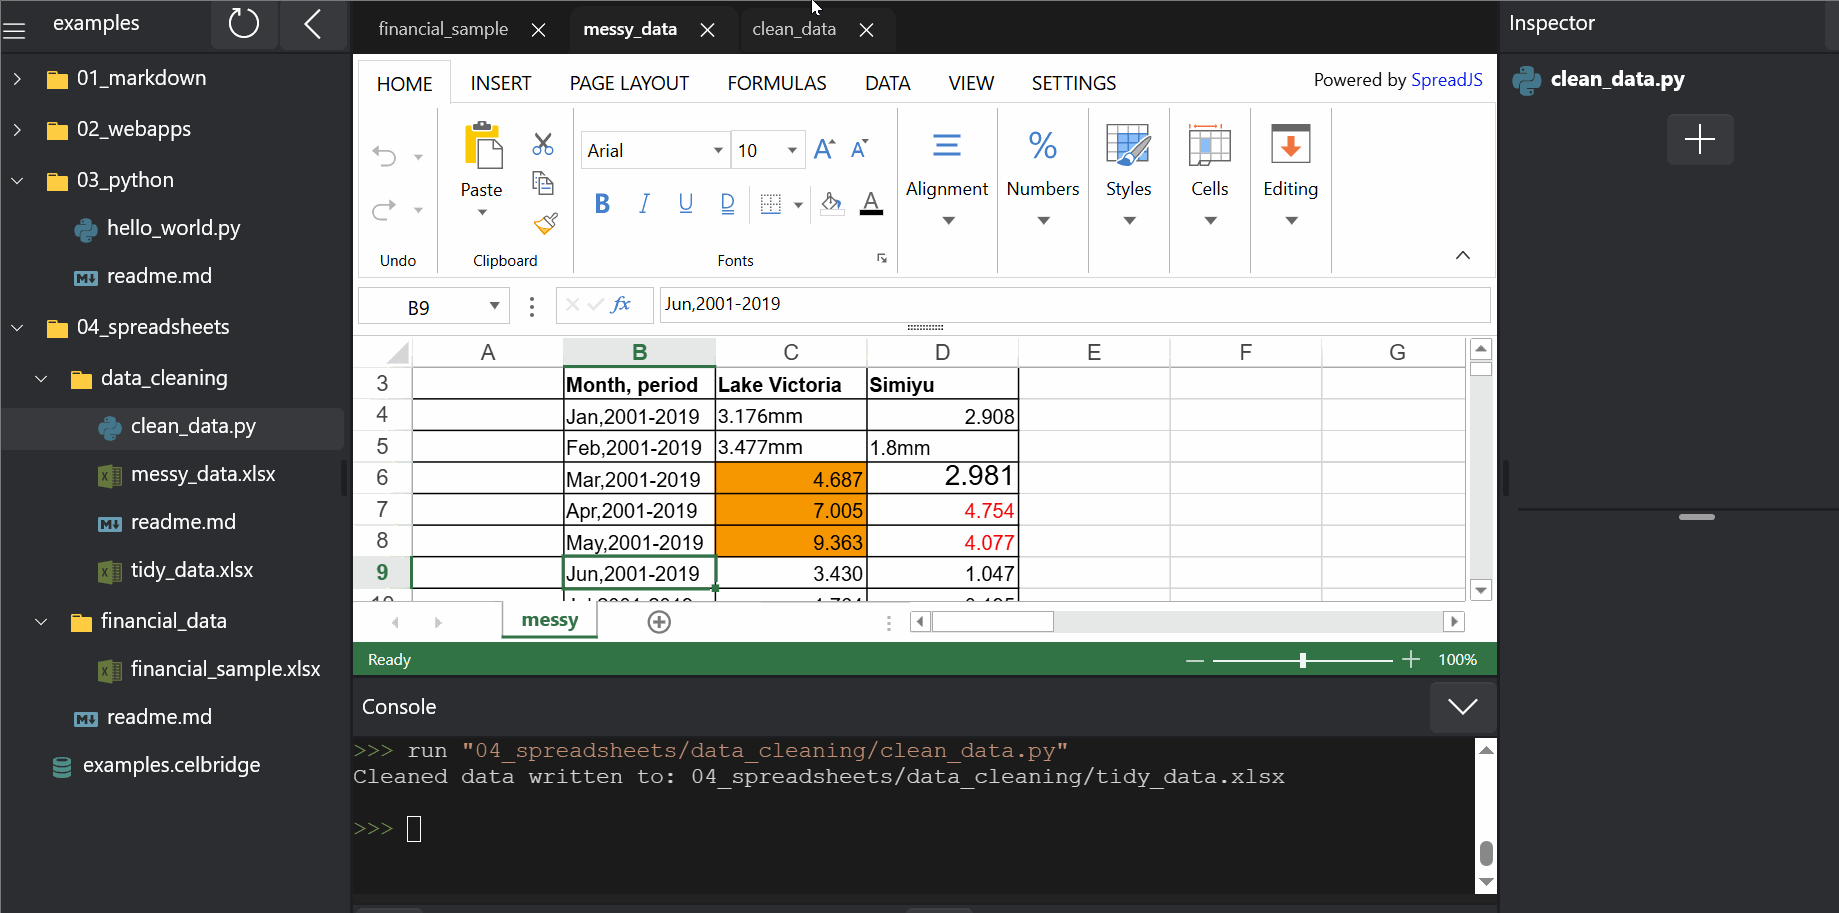 examples
financial_sample
messy_data
clean_data
Inspector
01_markdown
02_webapps
03_python
hello_world.py
readme.md
04_spreadsheets
data_cleaning
clean_data.py
messy_data.xlsx
readme.md
tidy_data.xlsx
financial_data
financial_sample.xlsx
readme.md
examples.celbridge
HOME INSERT PAGE LAYOUT FORMULAS DATA VIEW SETTINGS
Powered by SpreadJS
Paste
Arial
10
B I U D
A A A
%
Alignment
Numbers
Styles
Cells
Editing
Undo
Clipboard
Fonts
B9
fx
Jun,2001-2019
A B C D E F G
3 Month, period Lake Victoria Simiyu
4 Jan,2001-2019 3.176mm 2.908
5 Feb,2001-2019 3.477mm 1.8mm
6 Mar,2001-2019 4.687 2.981
7 Apr,2001-2019 7.005 4.754
8 May,2001-2019 9.363 4.077
9 Jun,2001-2019 3.430 1.047
messy
Ready
100%
Console
>>> run "04_spreadsheets/data_cleaning/clean_data.py"
Cleaned data written to: 04_spreadsheets/data_cleaning/tidy_data.xlsx
>>>
clean_data.py